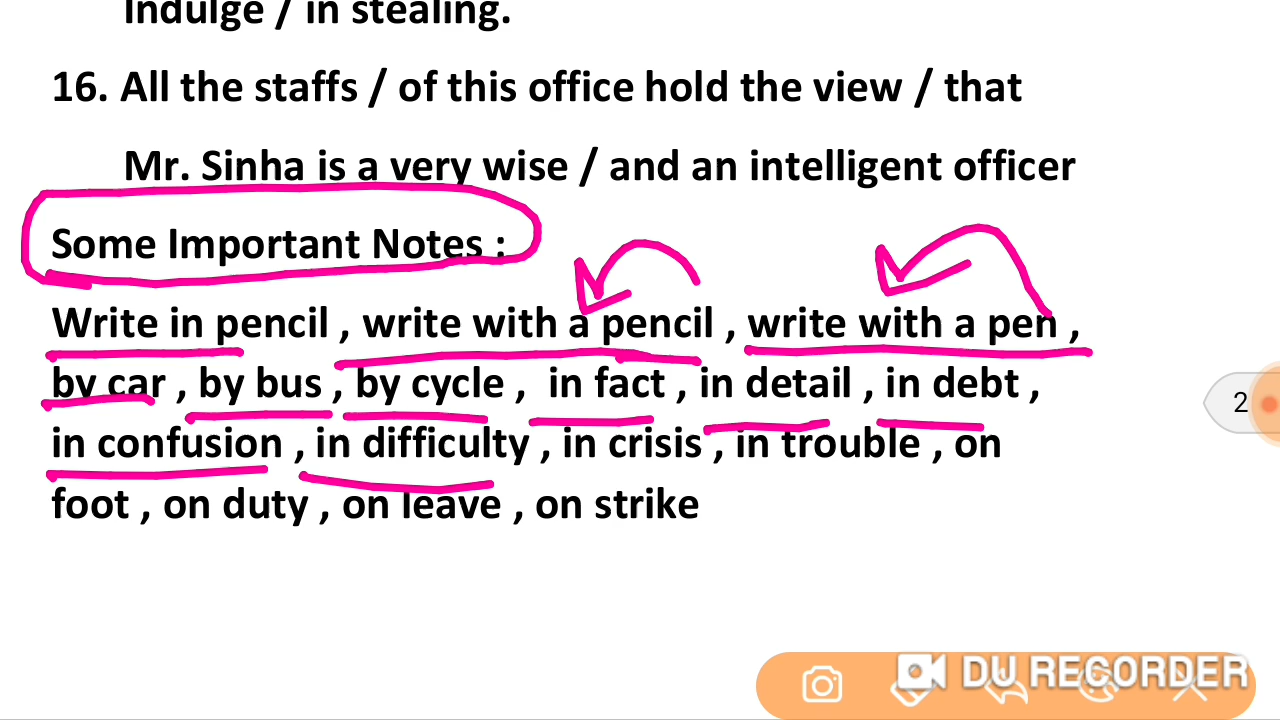 Indulge / in stealing.
16. All the staffs / of this office hold the view / that
Mr. Sinha is a very wise / and an intelligent officer
Some Important Notes :
Write in pencil , write with a pencil , write with a pen ,
by car , by bus , by cycle , in fact , in detail , in debt ,
in confusion , in difficulty , in crisis , in trouble , on
foot , on duty , on leave , on strike
2
DU RECORDER